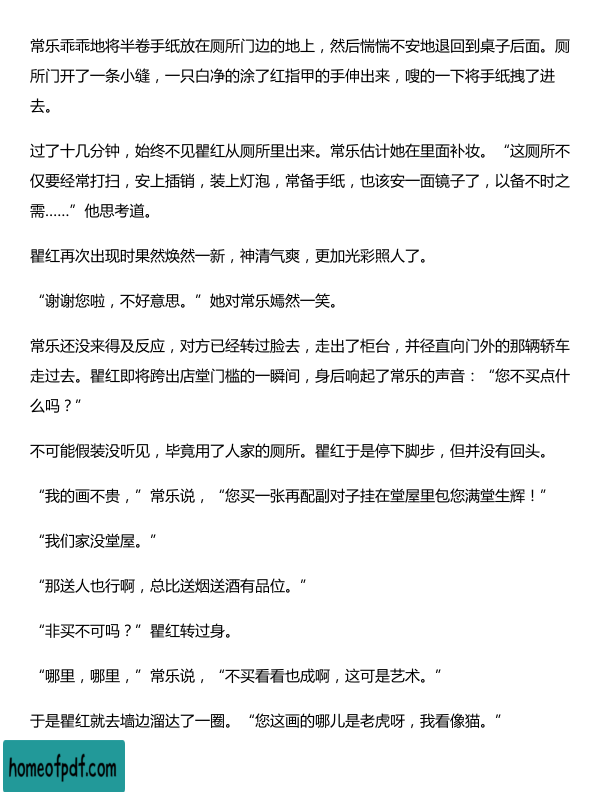 常乐乖乖地将半卷手纸放在厕所门边的地上，然后惴惴不安地退回到桌子后面。厕
所门开了一条小缝，一只白净的涂了红指甲的手伸出来，嗖的一下将手纸拽了进
去。
过了十几分钟，始终不见瞿红从厕所里出来。常乐估计她在里面补妆。“这厕所不
仅要经常打扫，安上插销，装上灯泡，常备手纸，也该安一面镜子了，以备不时之
需……”他思考道。
瞿红再次出现时果然焕然一新，神清气爽，更加光彩照人了。
“谢谢您啦，不好意思。”她对常乐嫣然一笑。
常乐还没来得及反应，对方已经转过脸去，走出了柜台，并径直向门外的那辆轿车
走过去。瞿红即将跨出店堂门槛的一瞬间，身后响起了常乐的声音：“您不买点什
么吗？”
不可能假装没听见，毕竟用了人家的厕所。瞿红于是停下脚步，但并没有回头。
“我的画不贵，”常乐说，“您买一张再配副对子挂在堂屋里包您满堂生辉！”
“我们家没堂屋。”
“那送人也行啊，总比送烟送酒有品位。”
“非买不可吗？”瞿红转过身。
“哪里，哪里，”常乐说，“不买看看也成啊，这可是艺术。”
于是瞿红就去墙边溜达了一圈。“您这画的哪儿是老虎呀，我看像猫。”
homeofpdf.com